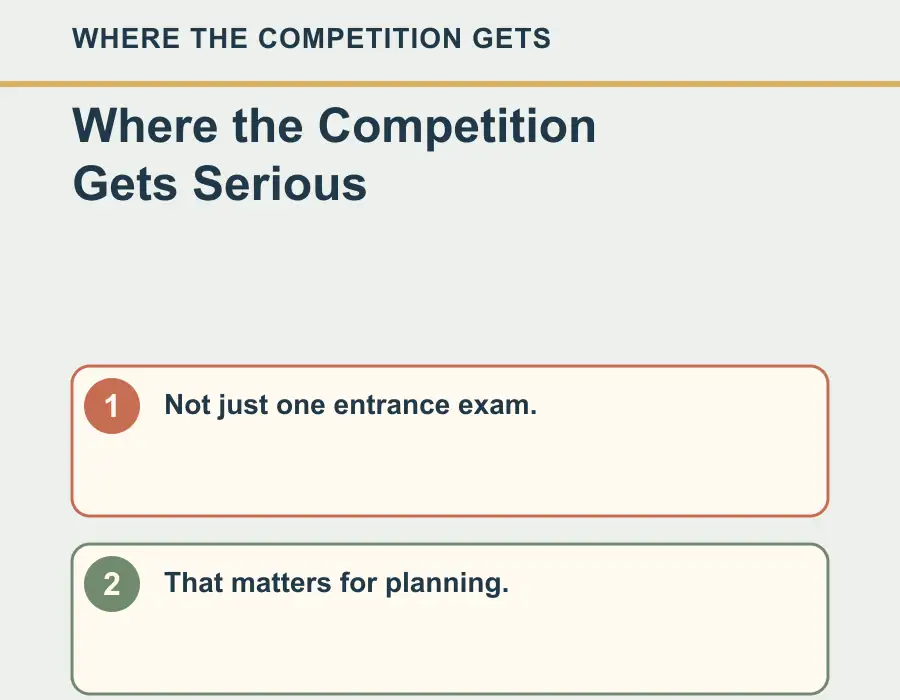 WHERE THE COMPETITION GETS
Where the Competition
Gets Serious
1
Not just one entrance exam.
2
That matters for planning.